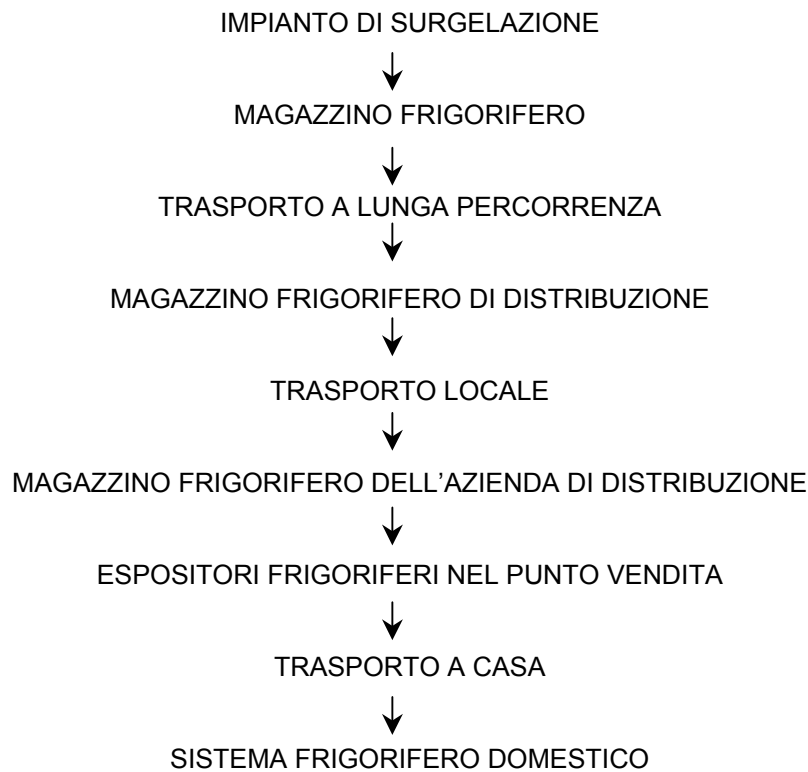 IMPIANTO DI SURGELAZIONE
MAGAZZINO FRIGORIFERO
TRASPORTO A LUNGA PERCORRENZA
MAGAZZINO FRIGORIFERO DI DISTRIBUZIONE
TRASPORTO LOCALE
MAGAZZINO FRIGORIFERO DELL'AZIENDA DI DISTRIBUZIONE
ESPOSITORI FRIGORIFERI NEL PUNTO VENDITA
TRASPORTO A CASA
SISTEMA FRIGORIFERO DOMESTICO